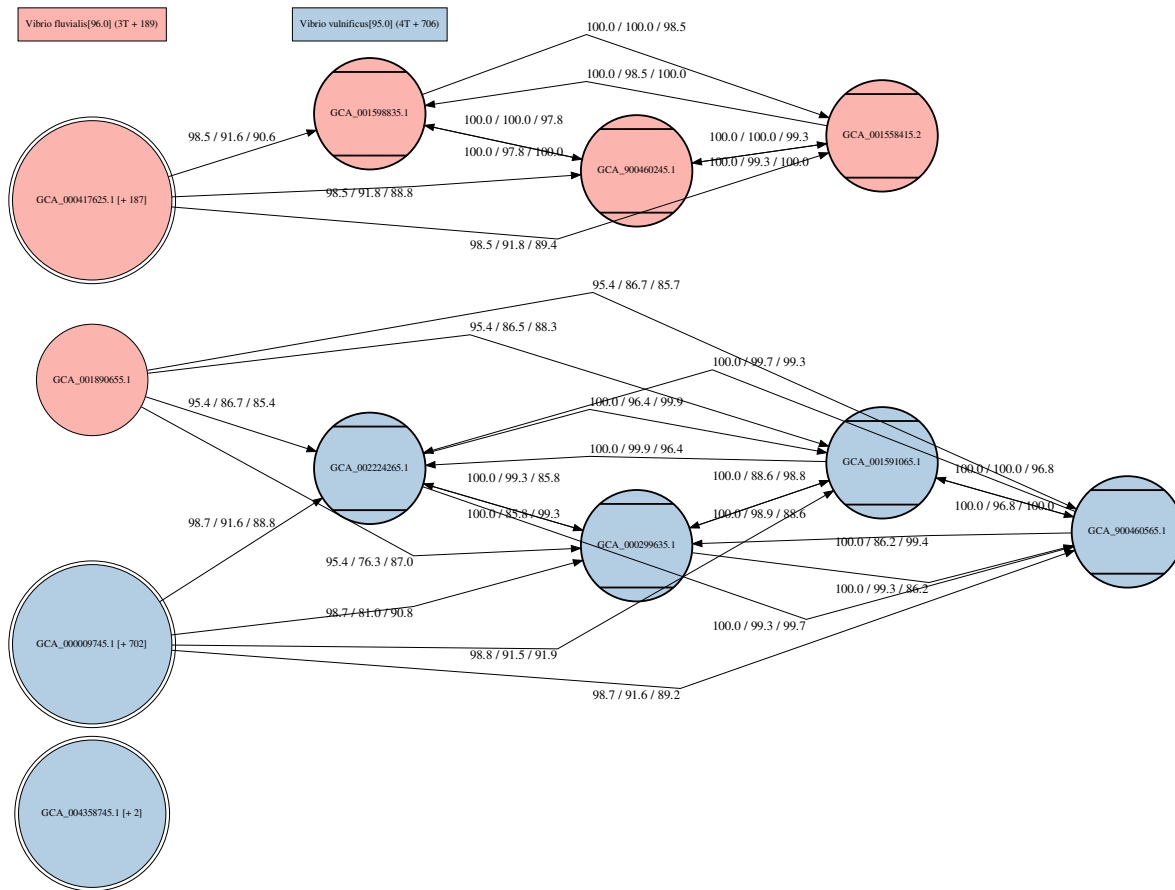 Vibrio fluvialis[96.0] (3T + 189)
Vibrio vulnificus[95.0] (4T + 706)
100.0 / 100.0 / 98.5
100.0 / 98.5 / 100.0
GCA_001598835.1
100.0 / 100.0 / 97.8
GCA_001558415.2
98.5 / 91.6 / 90.6
100.0 / 100.0 / 99.3
100.0 / 97.8 / 100.0
100.0 / 99.3 / 100.0
GCA_900460245.1
98.5 / 91.8 / 88.8
GCA_000417625.1 [+ 187]
98.5 / 91.8 / 89.4
95.4 / 86.7 / 85.7
95.4 / 86.5 / 88.3
100.0 / 99.7 / 99.3
GCA_001890655.1
95.4 / 86.7 / 85.4
100.0 / 96.4 / 99.9
100.0 / 99.9 / 96.4
GCA_002224265.1
GCA_001591065.1
100.0 / 100.0 / 96.8
100.0 / 99.3 / 85.8
100.0 / 88.6 / 98.8
100.0 / 96.8 / 100.0
98.7 / 91.6 / 88.8
100.0 / 85.8 / 99.3
100.0 / 98.9 / 88.6
GCA_900460565.1
100.0 / 86.2 / 99.4
GCA_000299635.1
95.4 / 76.3 / 87.0
100.0 / 99.3 / 86.2
98.7 / 81.0 / 90.8
100.0 / 99.3 / 99.7
GCA_000009745.1 [+ 702]
98.8 / 91.5 / 91.9
98.7 / 91.6 / 89.2
GCA_004358745.1 [+ 2]